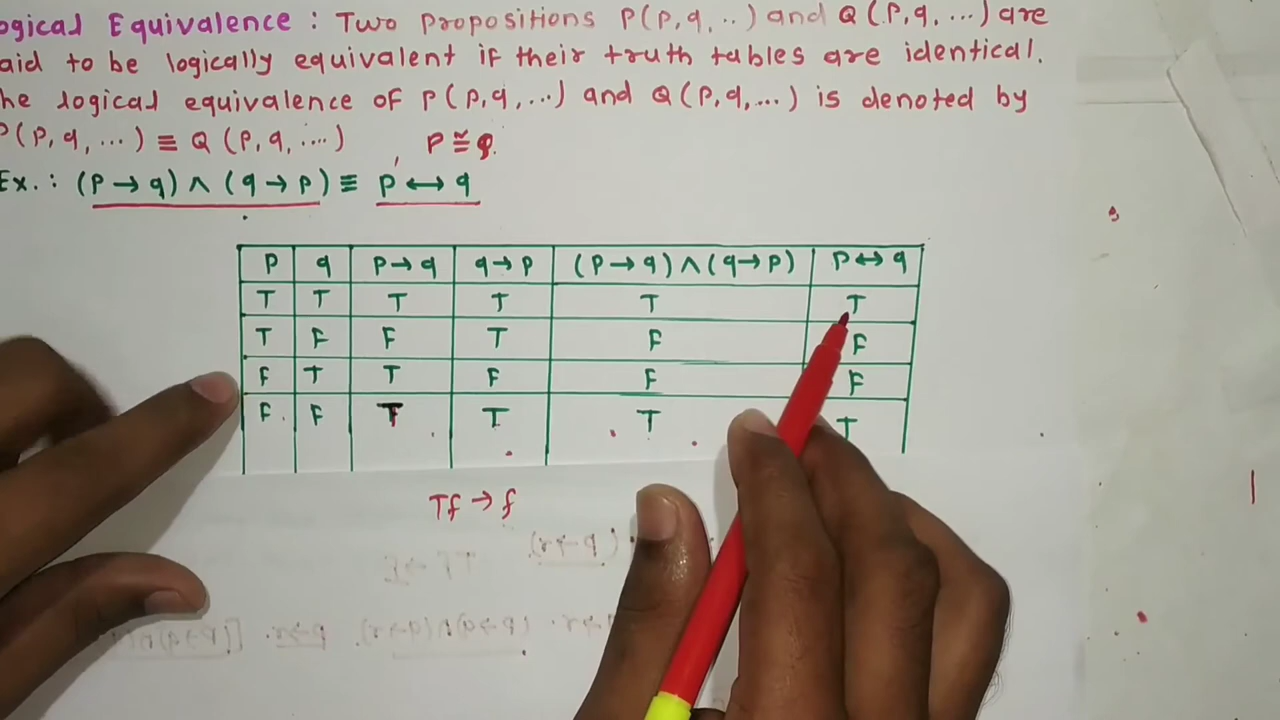 ogical Equivalence : Two propositions P(p,q,..) and Q(p,q,...) are
aid to be logically equivalent if their truth tables are identical.
he logical equivalence of P(p,q,...) and Q(p,q,...) is denoted by
P(p,q,...) ≡ Q(p,q,...) P ≅ Q.
Ex.: (p→q) ∧ (q→p) ≡ p ↔ q
p q p→q q→p (p→q)∧(q→p) p↔q
T T T T T T
T F F T F F
F T T F F F
F F T T T T
Tf → f